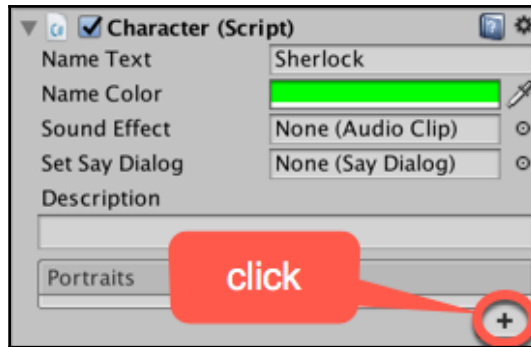 Character (Script)
Name Text Sherlock
Name Color
Sound Effect None (Audio Clip)
Set Say Dialog None (Say Dialog)
Description
Portraits click
+